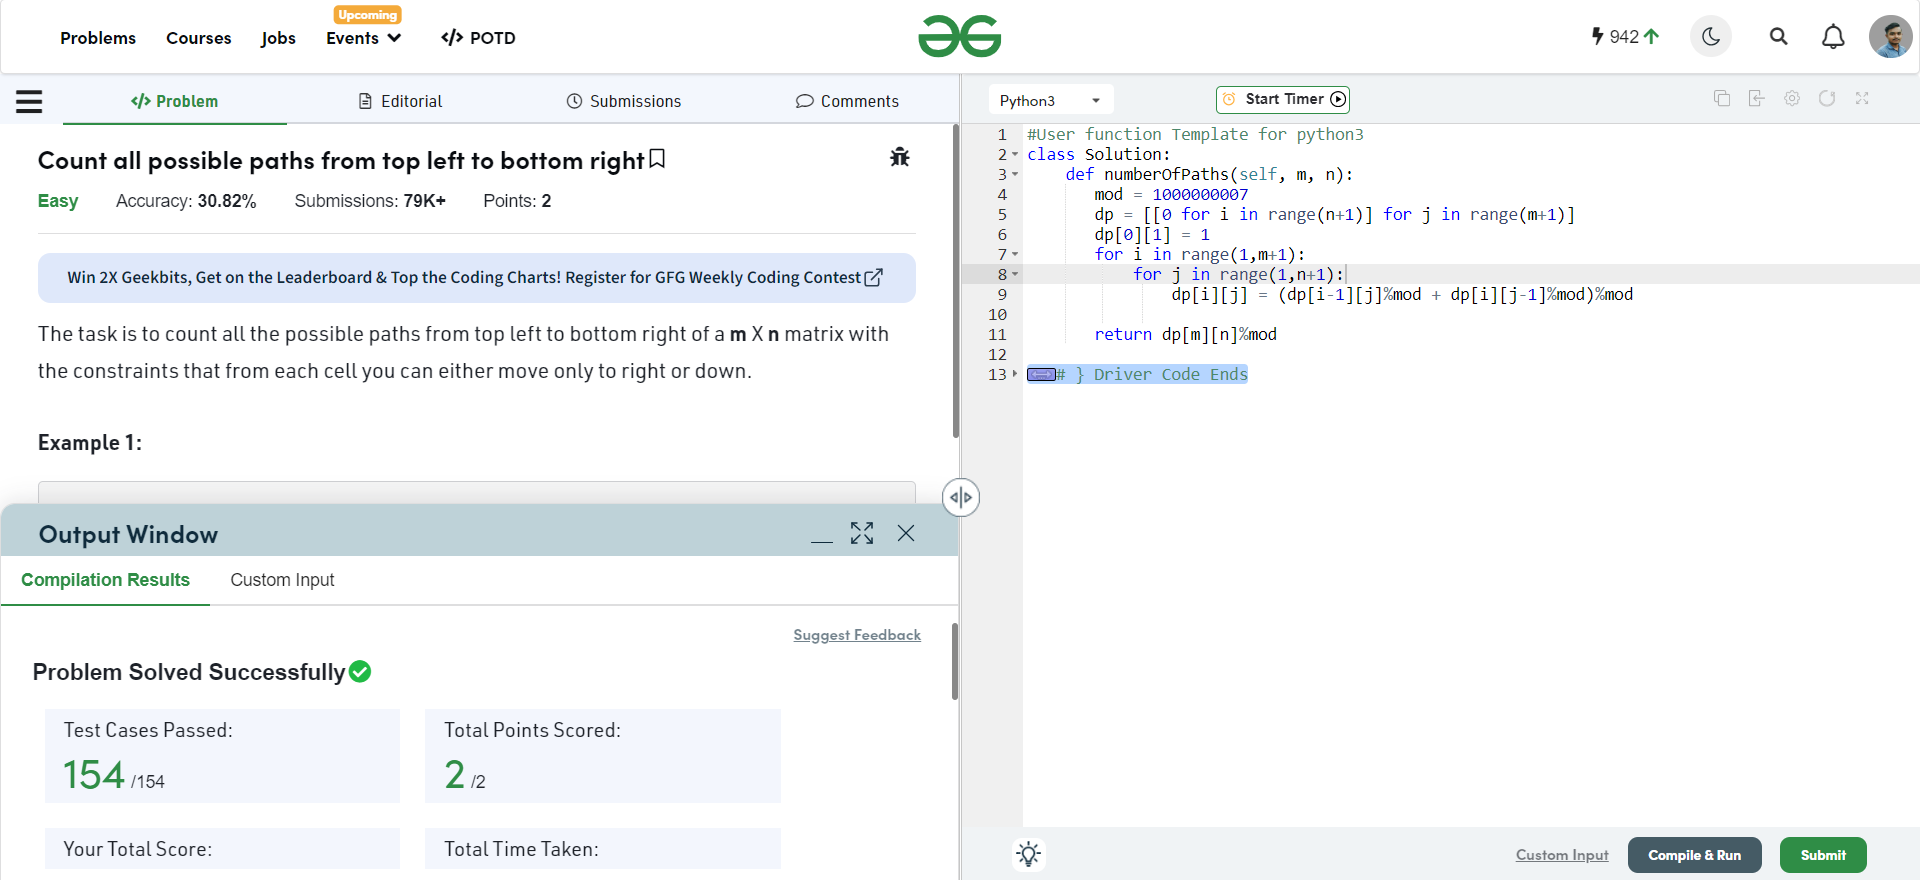 Problems
Courses
Jobs
Upcoming
Events
</> POTD
942
</> Problem
Editorial
Submissions
Comments
Count all possible paths from top left to bottom right
Easy Accuracy: 30.82% Submissions: 79K+ Points: 2
Win 2X Geekbits, Get on the Leaderboard & Top the Coding Charts! Register for GFG Weekly Coding Contest
The task is to count all the possible paths from top left to bottom right of a m X n matrix with
the constraints that from each cell you can either move only to right or down.
Example 1:
Output Window
Compilation Results
Custom Input
Suggest Feedback
Problem Solved Successfully
Test Cases Passed:
154 /154
Total Points Scored:
2 /2
Your Total Score:
Total Time Taken:
Python3
Start Timer
1 #User function Template for python3
2 class Solution:
3 def numberOfPaths(self, m, n):
4 mod = 1000000007
5 dp = [[0 for i in range(n+1)] for j in range(m+1)]
6 dp[0][1] = 1
7 for i in range(1,m+1):
8 for j in range(1,n+1):
9 dp[i][j] = (dp[i-1][j]%mod + dp[i][j-1]%mod)%mod
10
11 return dp[m][n]%mod
12
13 # } Driver Code Ends
Custom Input
Compile & Run
Submit